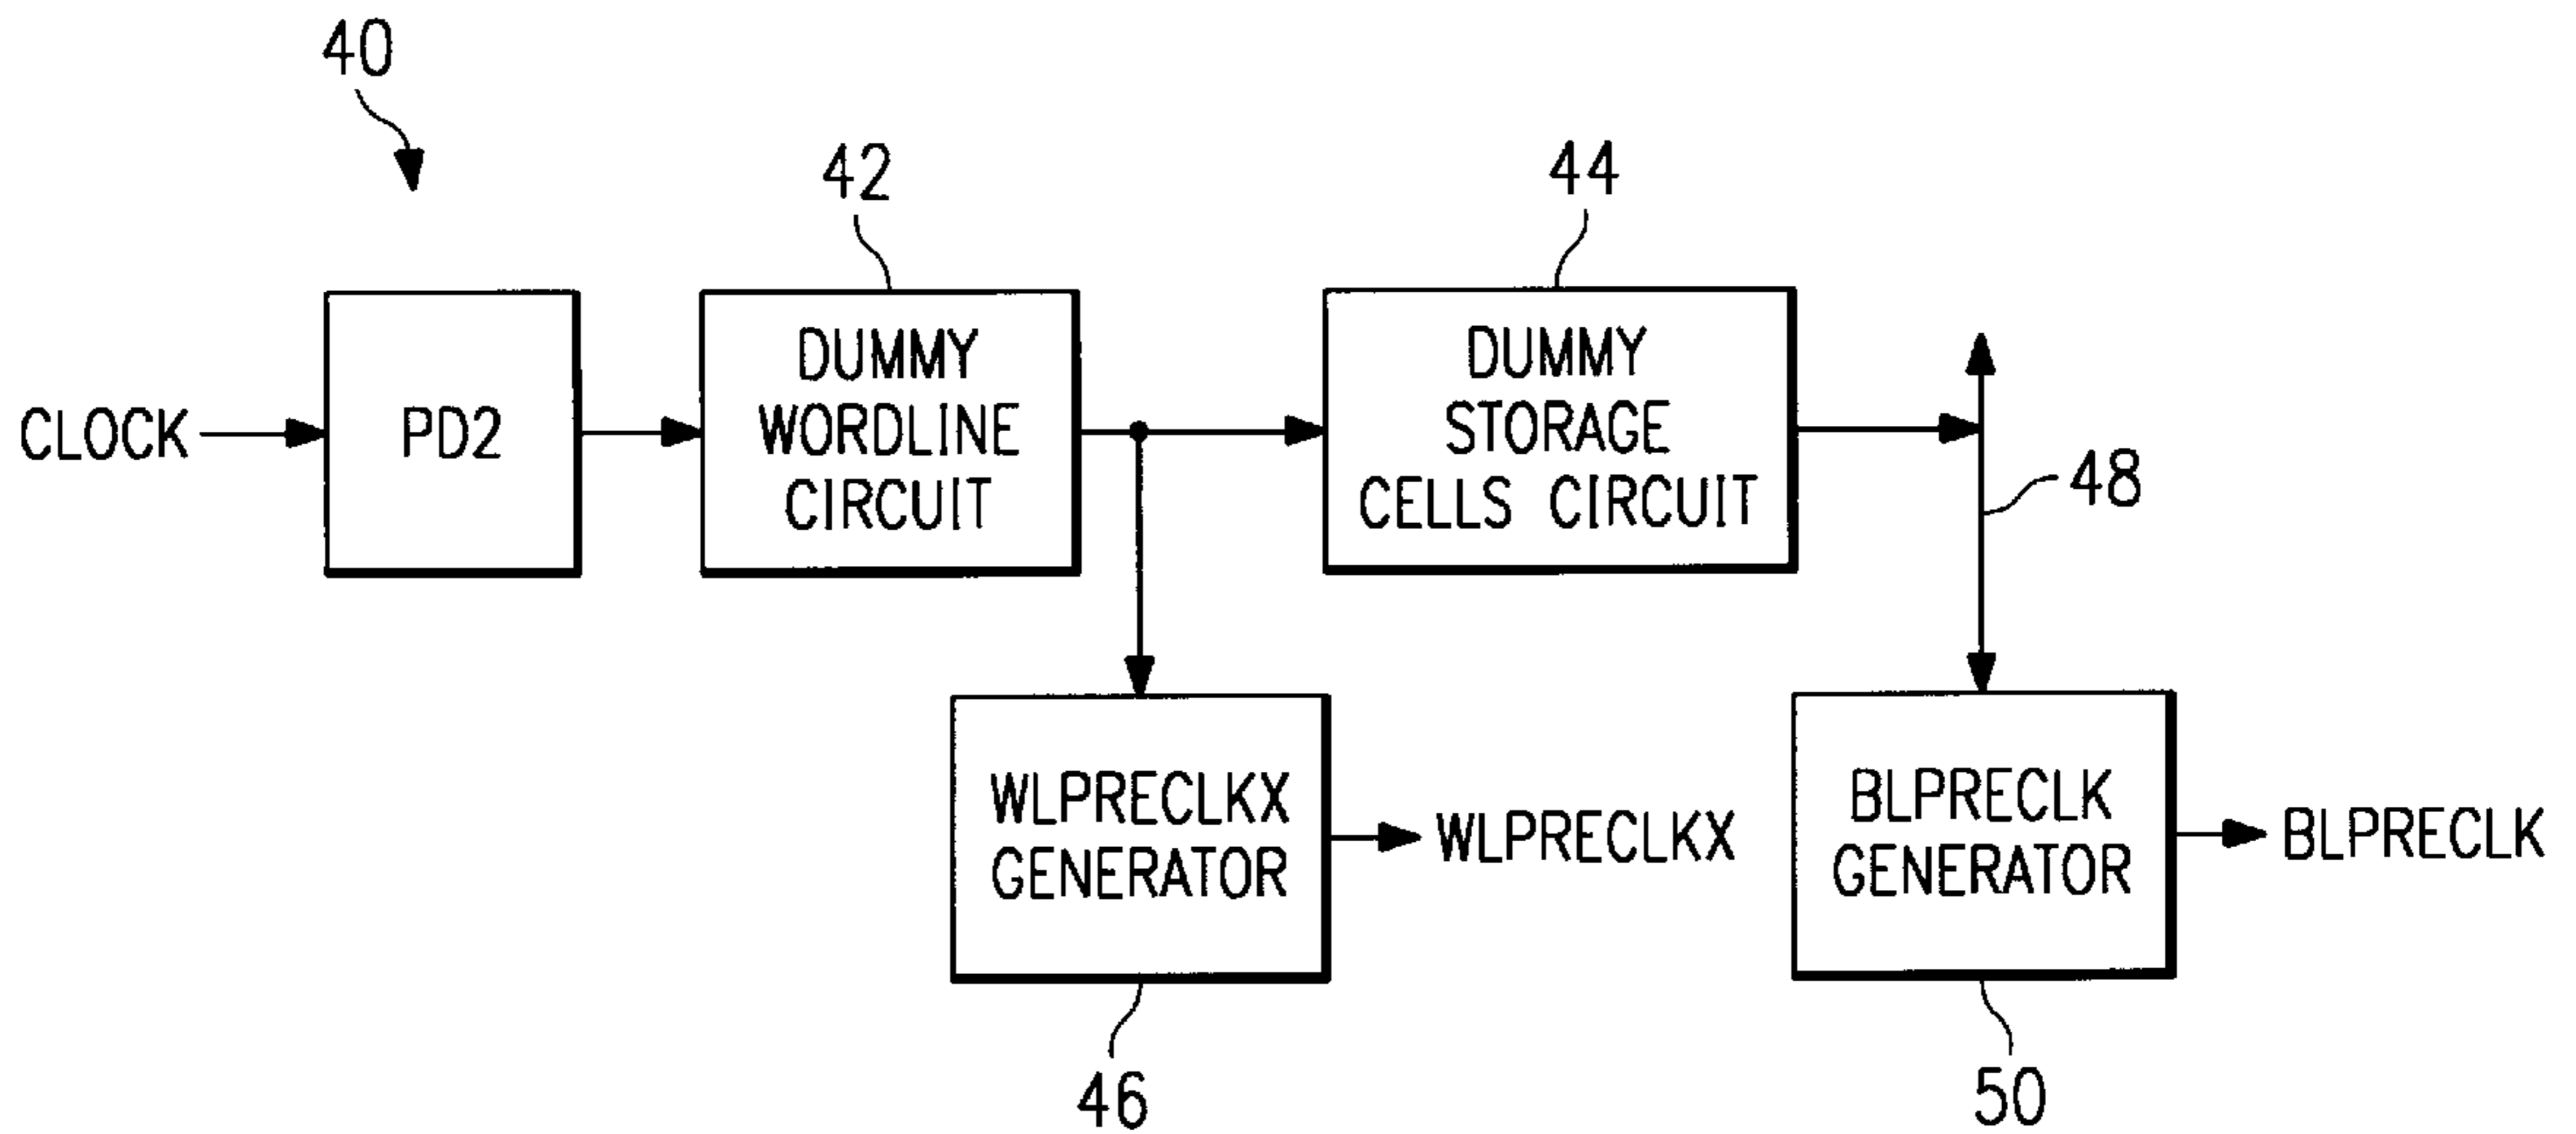 40
42
44
CLOCK
PD2
DUMMY
WORDLINE
CIRCUIT
DUMMY
STORAGE
CELLS CIRCUIT
48
WLPRECLKX
GENERATOR
WLPRECLKX
BLPRECLK
GENERATOR
BLPRECLK
46
50